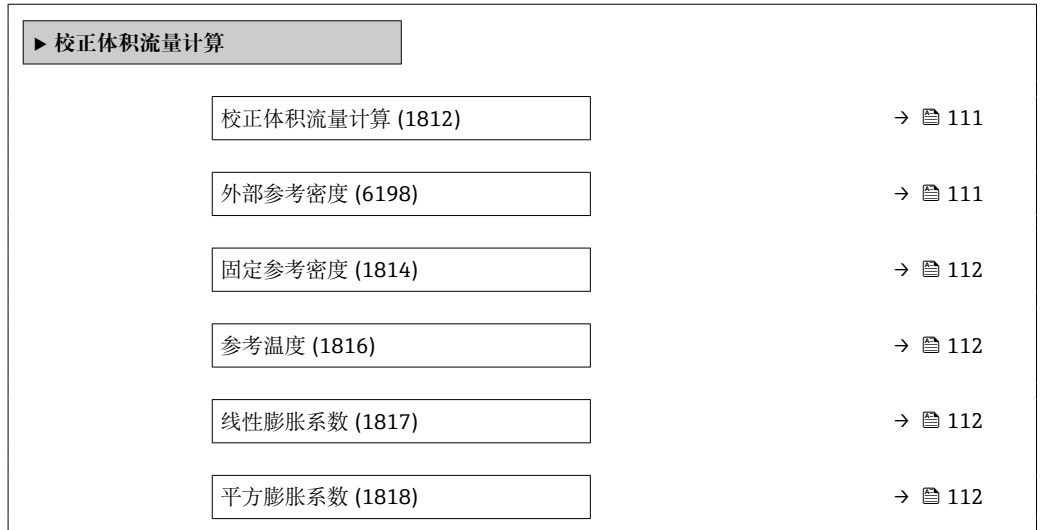 ▶ 校正体积流量计算
校正体积流量计算 (1812) → 🖹 111
外部参考密度 (6198) → 🖹 111
固定参考密度 (1814) → 🖹 112
参考温度 (1816) → 🖹 112
线性膨胀系数 (1817) → 🖹 112
平方膨胀系数 (1818) → 🖹 112